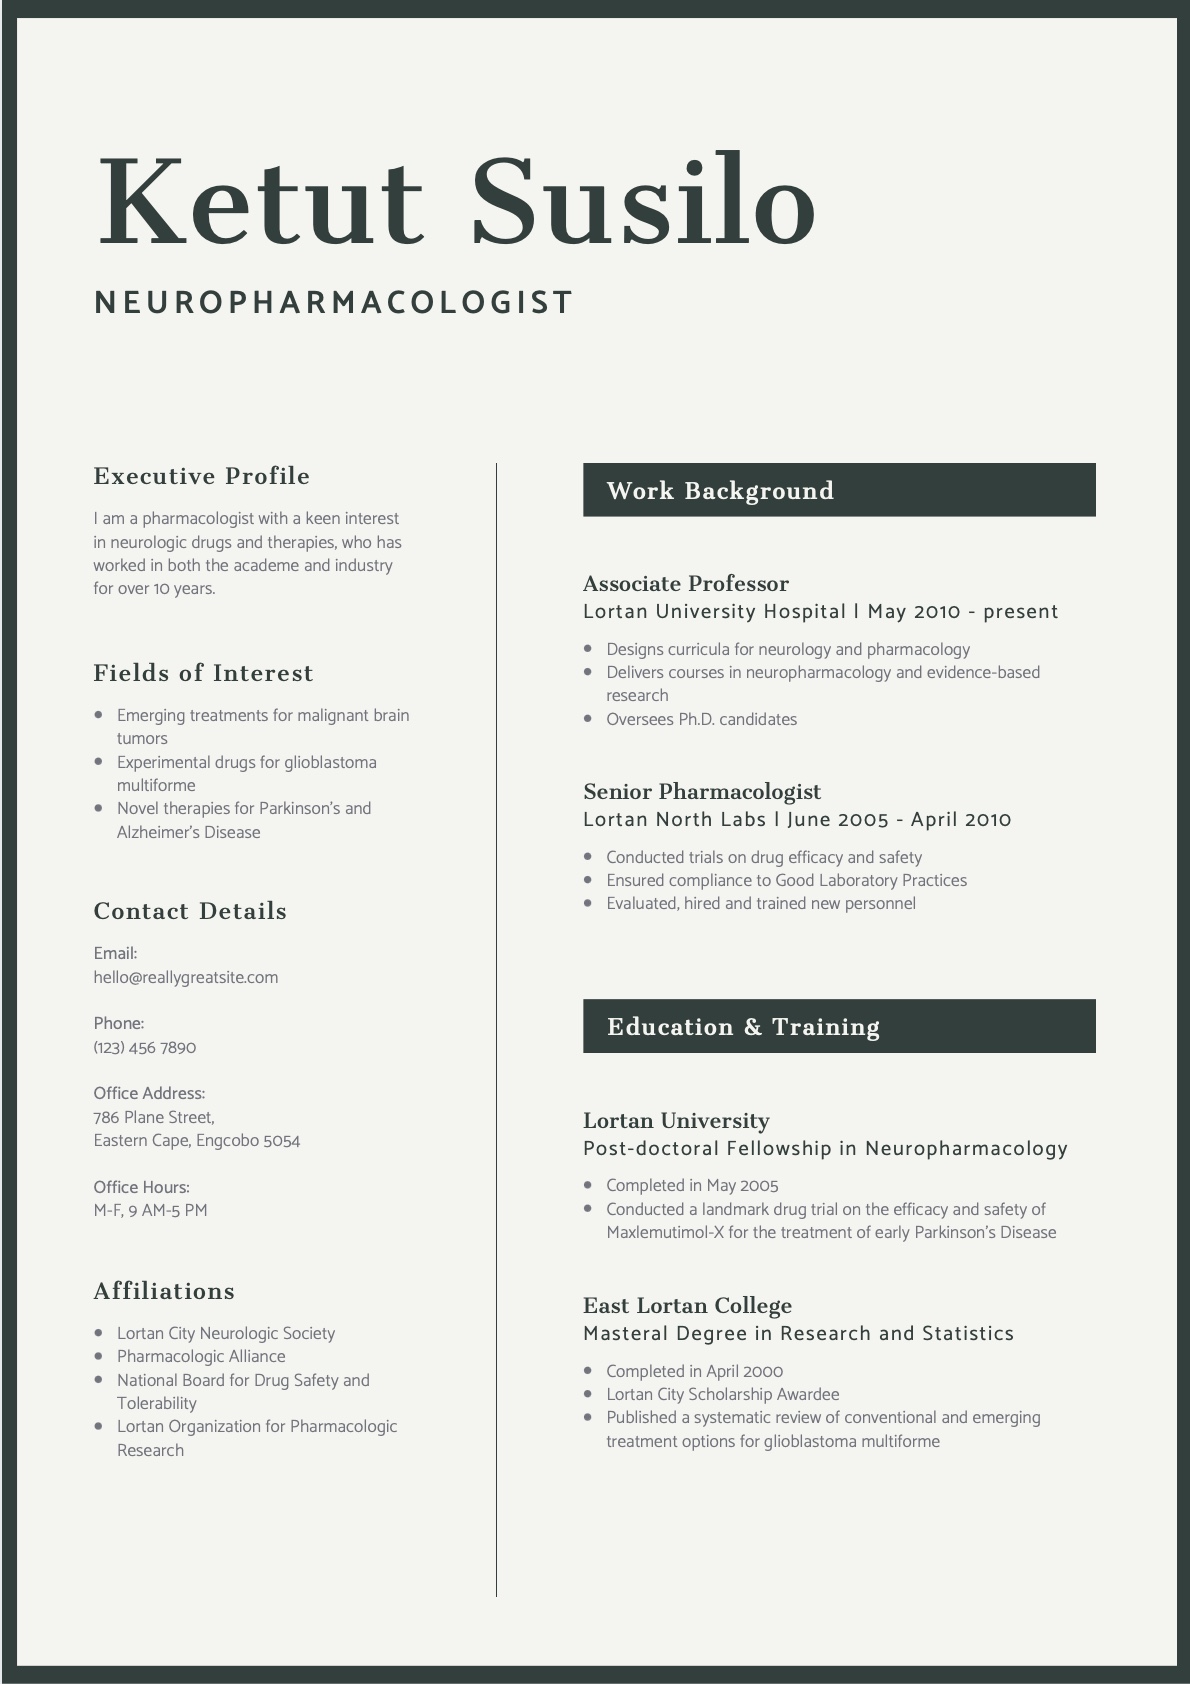 Ketut Susilo
NEUROPHARMACOLOGIST
Executive Profile
I am a pharmacologist with a keen interest
in neurologic drugs and therapies, who has
worked in both the academe and industry
for over 10 years.
Fields of Interest
● Emerging treatments for malignant brain
tumors
● Experimental drugs for glioblastoma
multiforme
● Novel therapies for Parkinson's and
Alzheimer's Disease
Contact Details
Email:
hello@reallygreatsite.com
Phone:
(123) 456 7890
Office Address:
786 Plane Street,
Eastern Cape, Engcobo 5054
Office Hours:
M-F, 9 AM-5 PM
Affiliations
● Lortan City Neurologic Society
● Pharmacologic Alliance
● National Board for Drug Safety and
Tolerability
● Lortan Organization for Pharmacologic
Research
Work Background
Associate Professor
Lortan University Hospital l May 2010 - present
● Designs curricula for neurology and pharmacology
● Delivers courses in neuropharmacology and evidence-based
research
● Oversees Ph.D. candidates
Senior Pharmacologist
Lortan North Labs l June 2005 - April 2010
● Conducted trials on drug efficacy and safety
● Ensured compliance to Good Laboratory Practices
● Evaluated, hired and trained new personnel
Education & Training
Lortan University
Post-doctoral Fellowship in Neuropharmacology
● Completed in May 2005
● Conducted a landmark drug trial on the efficacy and safety of
Maxlemutimol-X for the treatment of early Parkinson's Disease
East Lortan College
Masteral Degree in Research and Statistics
● Completed in April 2000
● Lortan City Scholarship Awardee
● Published a systematic review of conventional and emerging
treatment options for glioblastoma multiforme